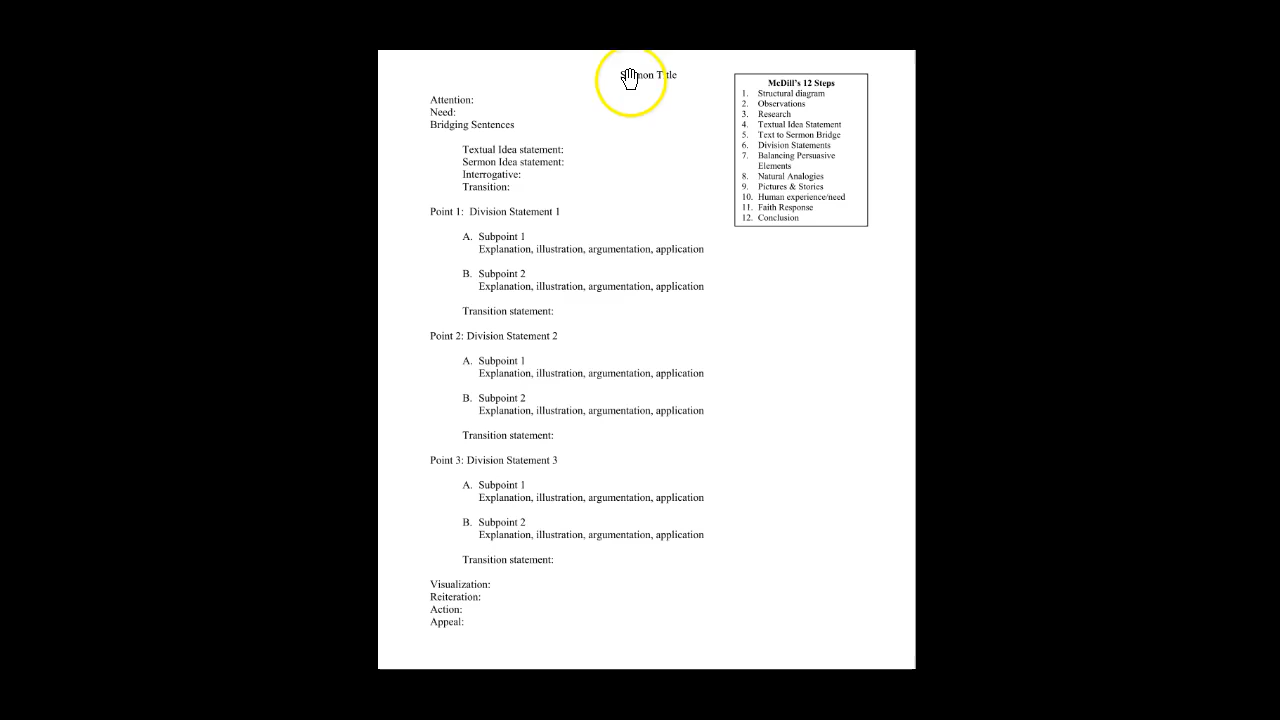 Sermon Title
Attention:
Need:
Bridging Sentences
Textual Idea statement:
Sermon Idea statement:
Interrogative:
Transition:
Point 1:  Division Statement 1
A. Subpoint 1
Explanation, illustration, argumentation, application
B. Subpoint 2
Explanation, illustration, argumentation, application
Transition statement:
Point 2: Division Statement 2
A. Subpoint 1
Explanation, illustration, argumentation, application
B. Subpoint 2
Explanation, illustration, argumentation, application
Transition statement:
Point 3: Division Statement 3
A. Subpoint 1
Explanation, illustration, argumentation, application
B. Subpoint 2
Explanation, illustration, argumentation, application
Transition statement:
Visualization:
Reiteration:
Action:
Appeal:
McDill's 12 Steps
1. Structural diagram
2. Observations
3. Research
4. Textual Idea Statement
5. Text to Sermon Bridge
6. Division Statements
7. Balancing Persuasive
Elements
8. Natural Analogies
9. Pictures & Stories
10. Human experience/need
11. Faith Response
12. Conclusion